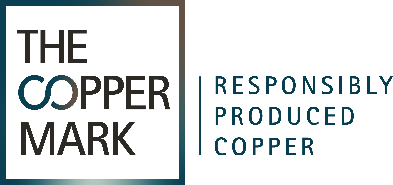 THE
COPPER
MARK
RESPONSIBLY
PRODUCED
COPPER